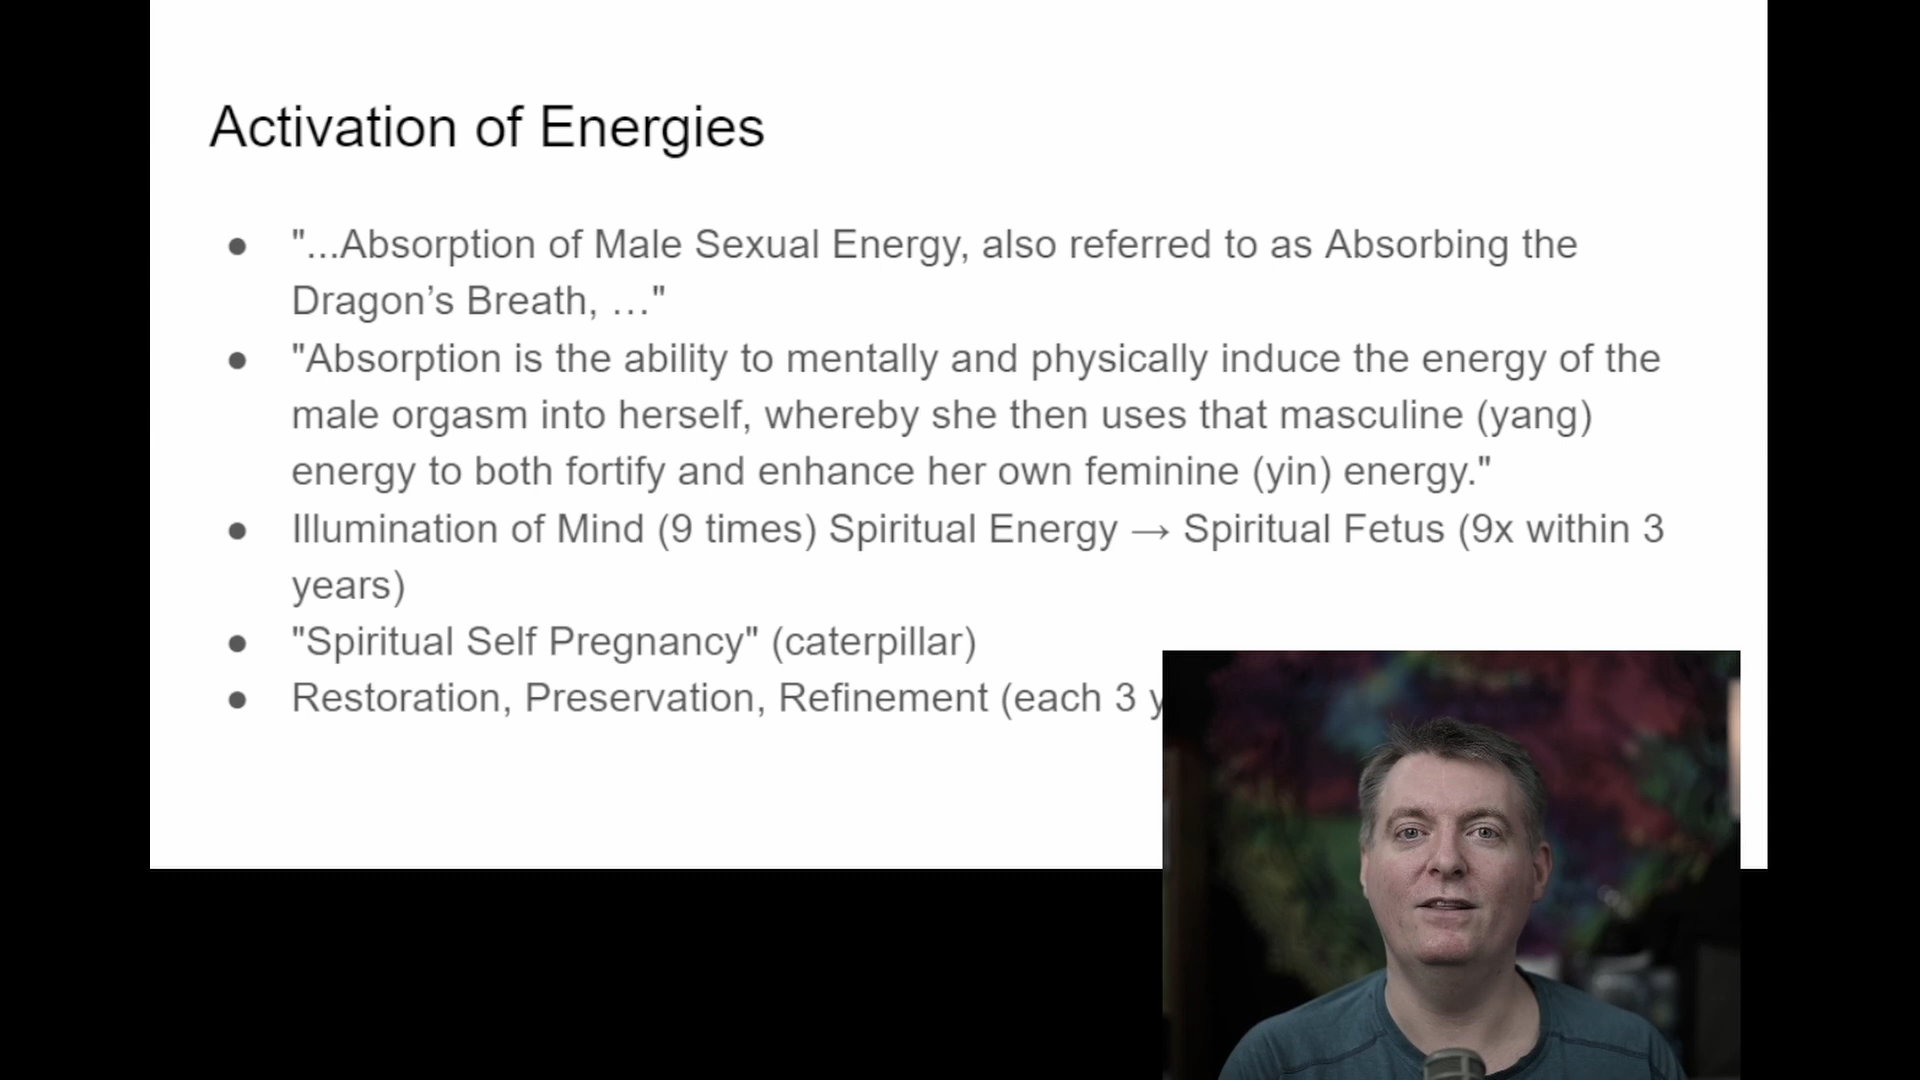 Activation of Energies
● "...Absorption of Male Sexual Energy, also referred to as Absorbing the
Dragon’s Breath, …"
● "Absorption is the ability to mentally and physically induce the energy of the
male orgasm into herself, whereby she then uses that masculine (yang)
energy to both fortify and enhance her own feminine (yin) energy."
● Illumination of Mind (9 times) Spiritual Energy → Spiritual Fetus (9x within 3
years)
● "Spiritual Self Pregnancy" (caterpillar)
● Restoration, Preservation, Refinement (each 3